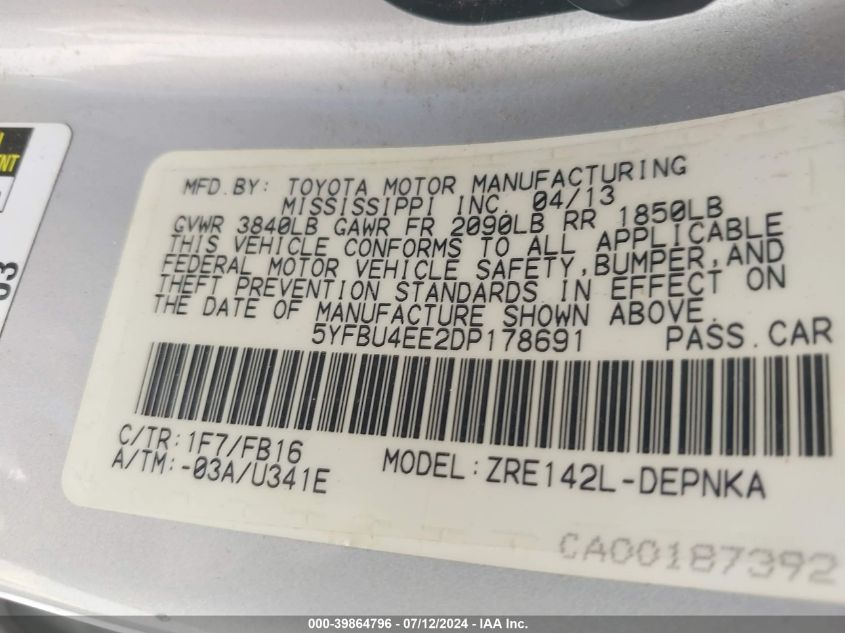 NT
03
MFD.BY: TOYOTA MOTOR MANUFACTURING
MISSISSIPPI INC. 04/13
GVWR 3840LB GAWR FR 2090LB RR 1850LB
THIS VEHICLE CONFORMS TO ALL APPLICABLE
FEDERAL MOTOR VEHICLE SAFETY,BUMPER,AND
THEFT PREVENTION STANDARDS IN EFFECT ON
THE DATE OF MANUFACTURE SHOWN ABOVE.
5YFBU4EE2DP178691 PASS.CAR
C/TR:1F7/FB16
A/TM:-03A/U341E
MODEL:ZRE142L-DEPNKA
CA00187392
000-39864796 - 07/12/2024 - IAA Inc.